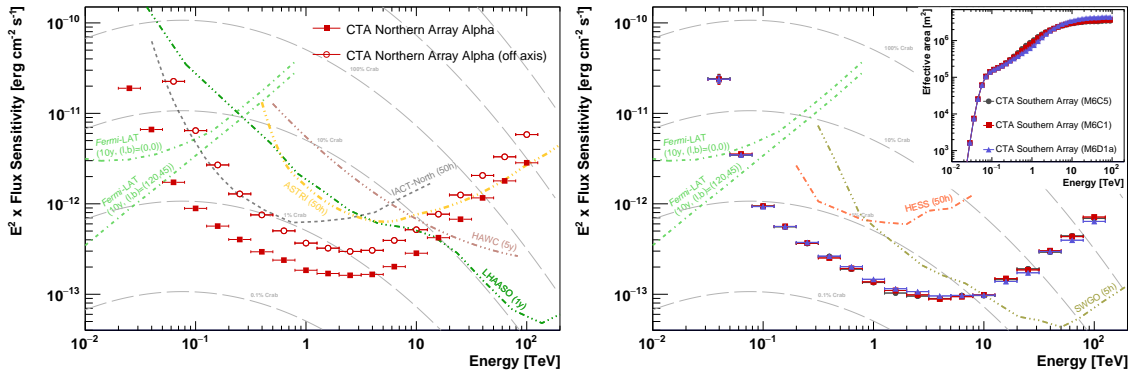 E² x Flux Sensitivity [erg cm⁻² s⁻¹]
10⁻¹⁰
10⁻¹¹
10⁻¹²
10⁻¹³
CTA Northern Array Alpha
CTA Northern Array Alpha (off axis)
100% Crab
10% Crab
1% Crab
0.1% Crab
Fermi-LAT
(10y, (l,b)=(0,0))
Fermi-LAT
(10y, (l,b)=(120,45))
ASTRI (50h)
IACT-North (50h)
HAWC (5y)
LHAASO (1y)
10⁻² 10⁻¹ 1 10 10²
Energy [TeV]
E² x Flux Sensitivity [erg cm⁻² s⁻¹]
10⁻¹⁰
10⁻¹¹
10⁻¹²
10⁻¹³
100% Crab
10% Crab
1% Crab
0.1% Crab
Fermi-LAT
(10y, (l,b)=(0,0))
Fermi-LAT
(10y, (l,b)=(120,45))
HESS (50h)
SWGO (5h)
10⁻² 10⁻¹ 1 10 10²
Energy [TeV]
Effective area [m²]
10⁶
10⁵
10⁴
10³
CTA Southern Array (M6C5)
CTA Southern Array (M6C1)
CTA Southern Array (M6D1a)
10⁻² 10⁻¹ 1 10 10²
Energy [TeV]